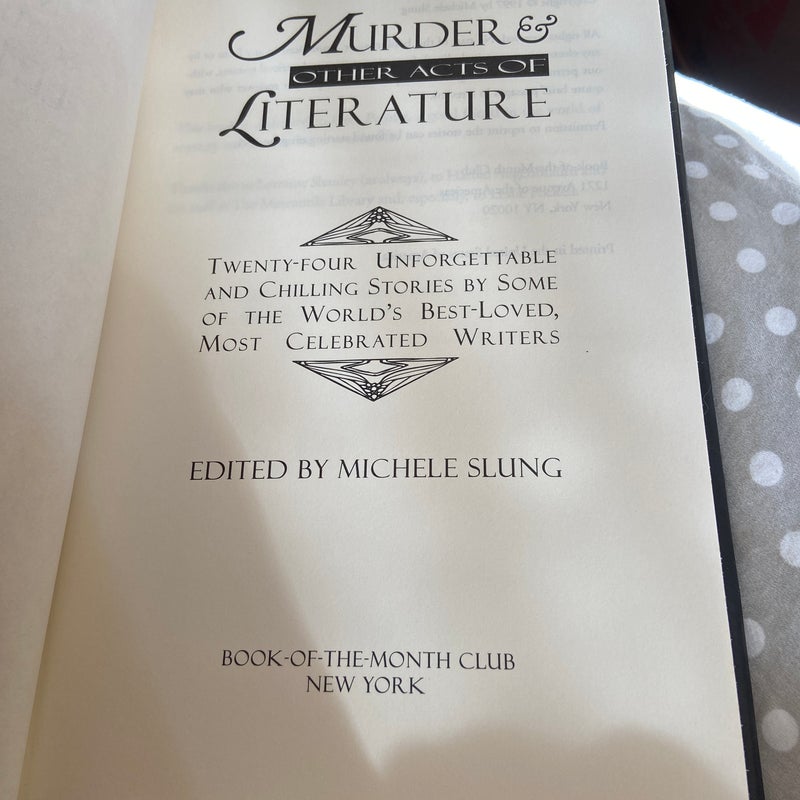 MURDER &
OTHER ACTS OF
LITERATURE
TWENTY-FOUR UNFORGETTABLE
AND CHILLING STORIES BY SOME
OF THE WORLD'S BEST-LOVED,
MOST CELEBRATED WRITERS
EDITED BY MICHELE SLUNG
BOOK-OF-THE-MONTH CLUB
NEW YORK